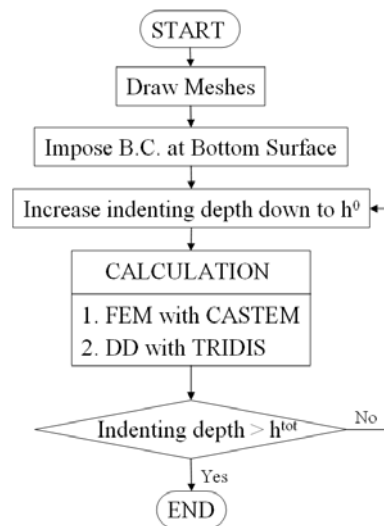 START
Draw Meshes
Impose B.C. at Bottom Surface
Increase indenting depth down to h⁰
CALCULATION
1. FEM with CASTEM
2. DD with TRIDIS
Indenting depth > hᵗᵒᵗ
No
Yes
END